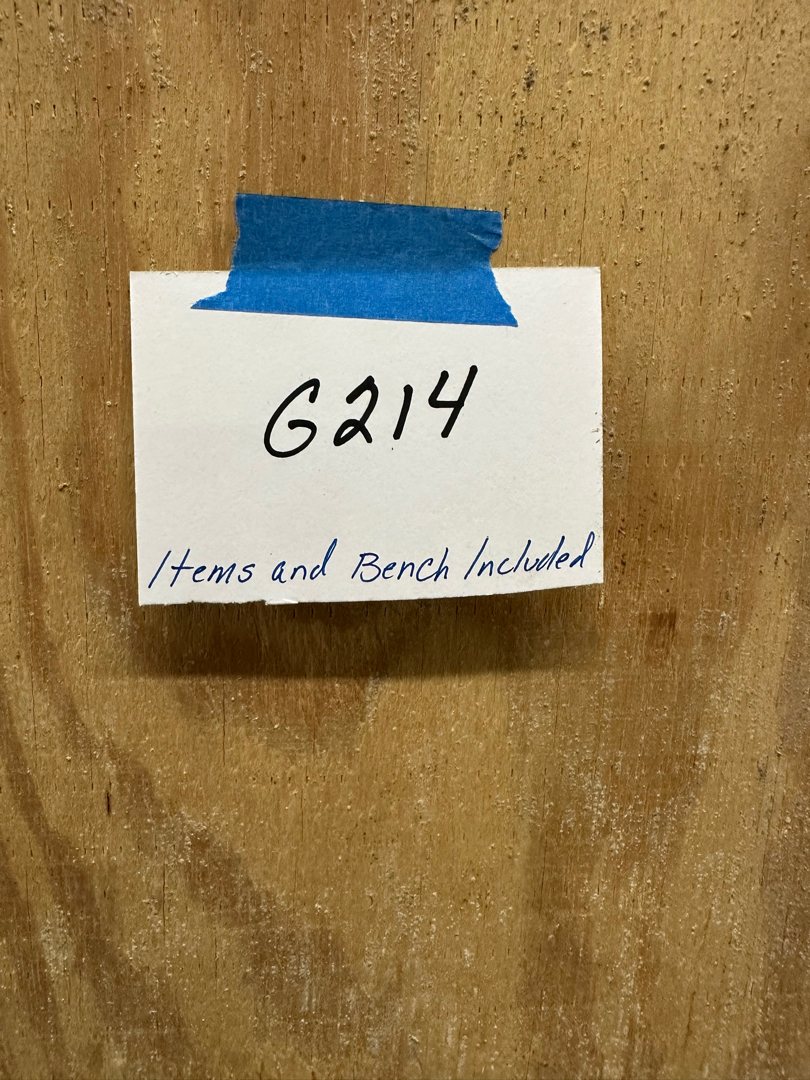 G214
Items and Bench Included